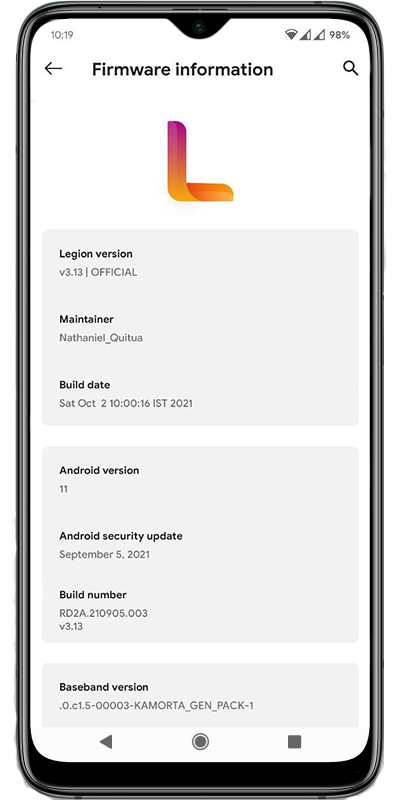 10:19 98%
Firmware information
Legion version
v3.13 | OFFICIAL
Maintainer
Nathaniel_Quitua
Build date
Sat Oct 2 10:00:16 IST 2021
Android version
11
Android security update
September 5, 2021
Build number
RD2A.210905.003
v3.13
Baseband version
.0.c1.5-00003-KAMORTA_GEN_PACK-1